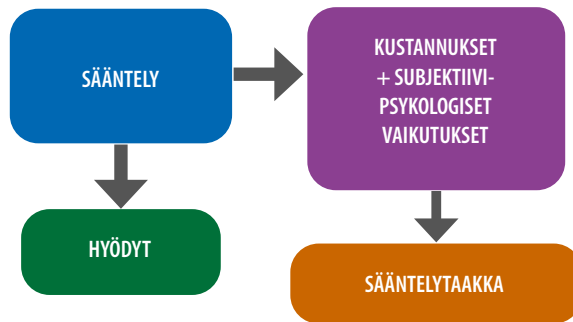 SÄÄNTELY
KUSTANNUKSET
+ SUBJEKTIIVI-
PSYKOLOGISET
VAIKUTUKSET
HYÖDYT
SÄÄNTELYTAAKKA